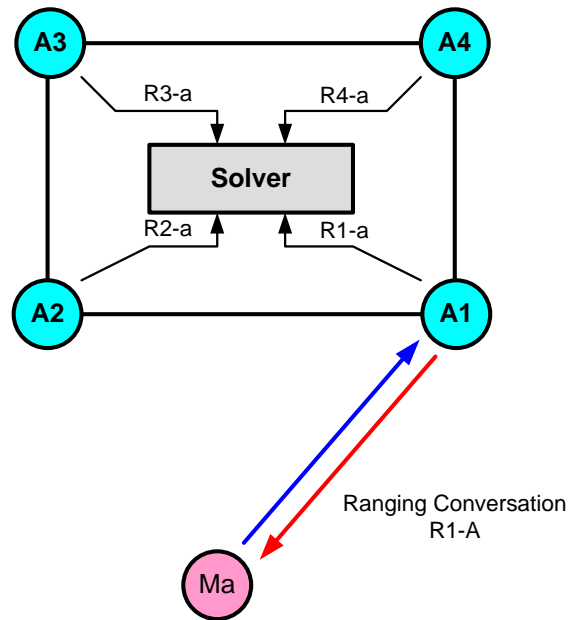 A3
A4
R3-a
R4-a
Solver
R2-a
R1-a
A2
A1
Ranging Conversation
R1-A
Ma